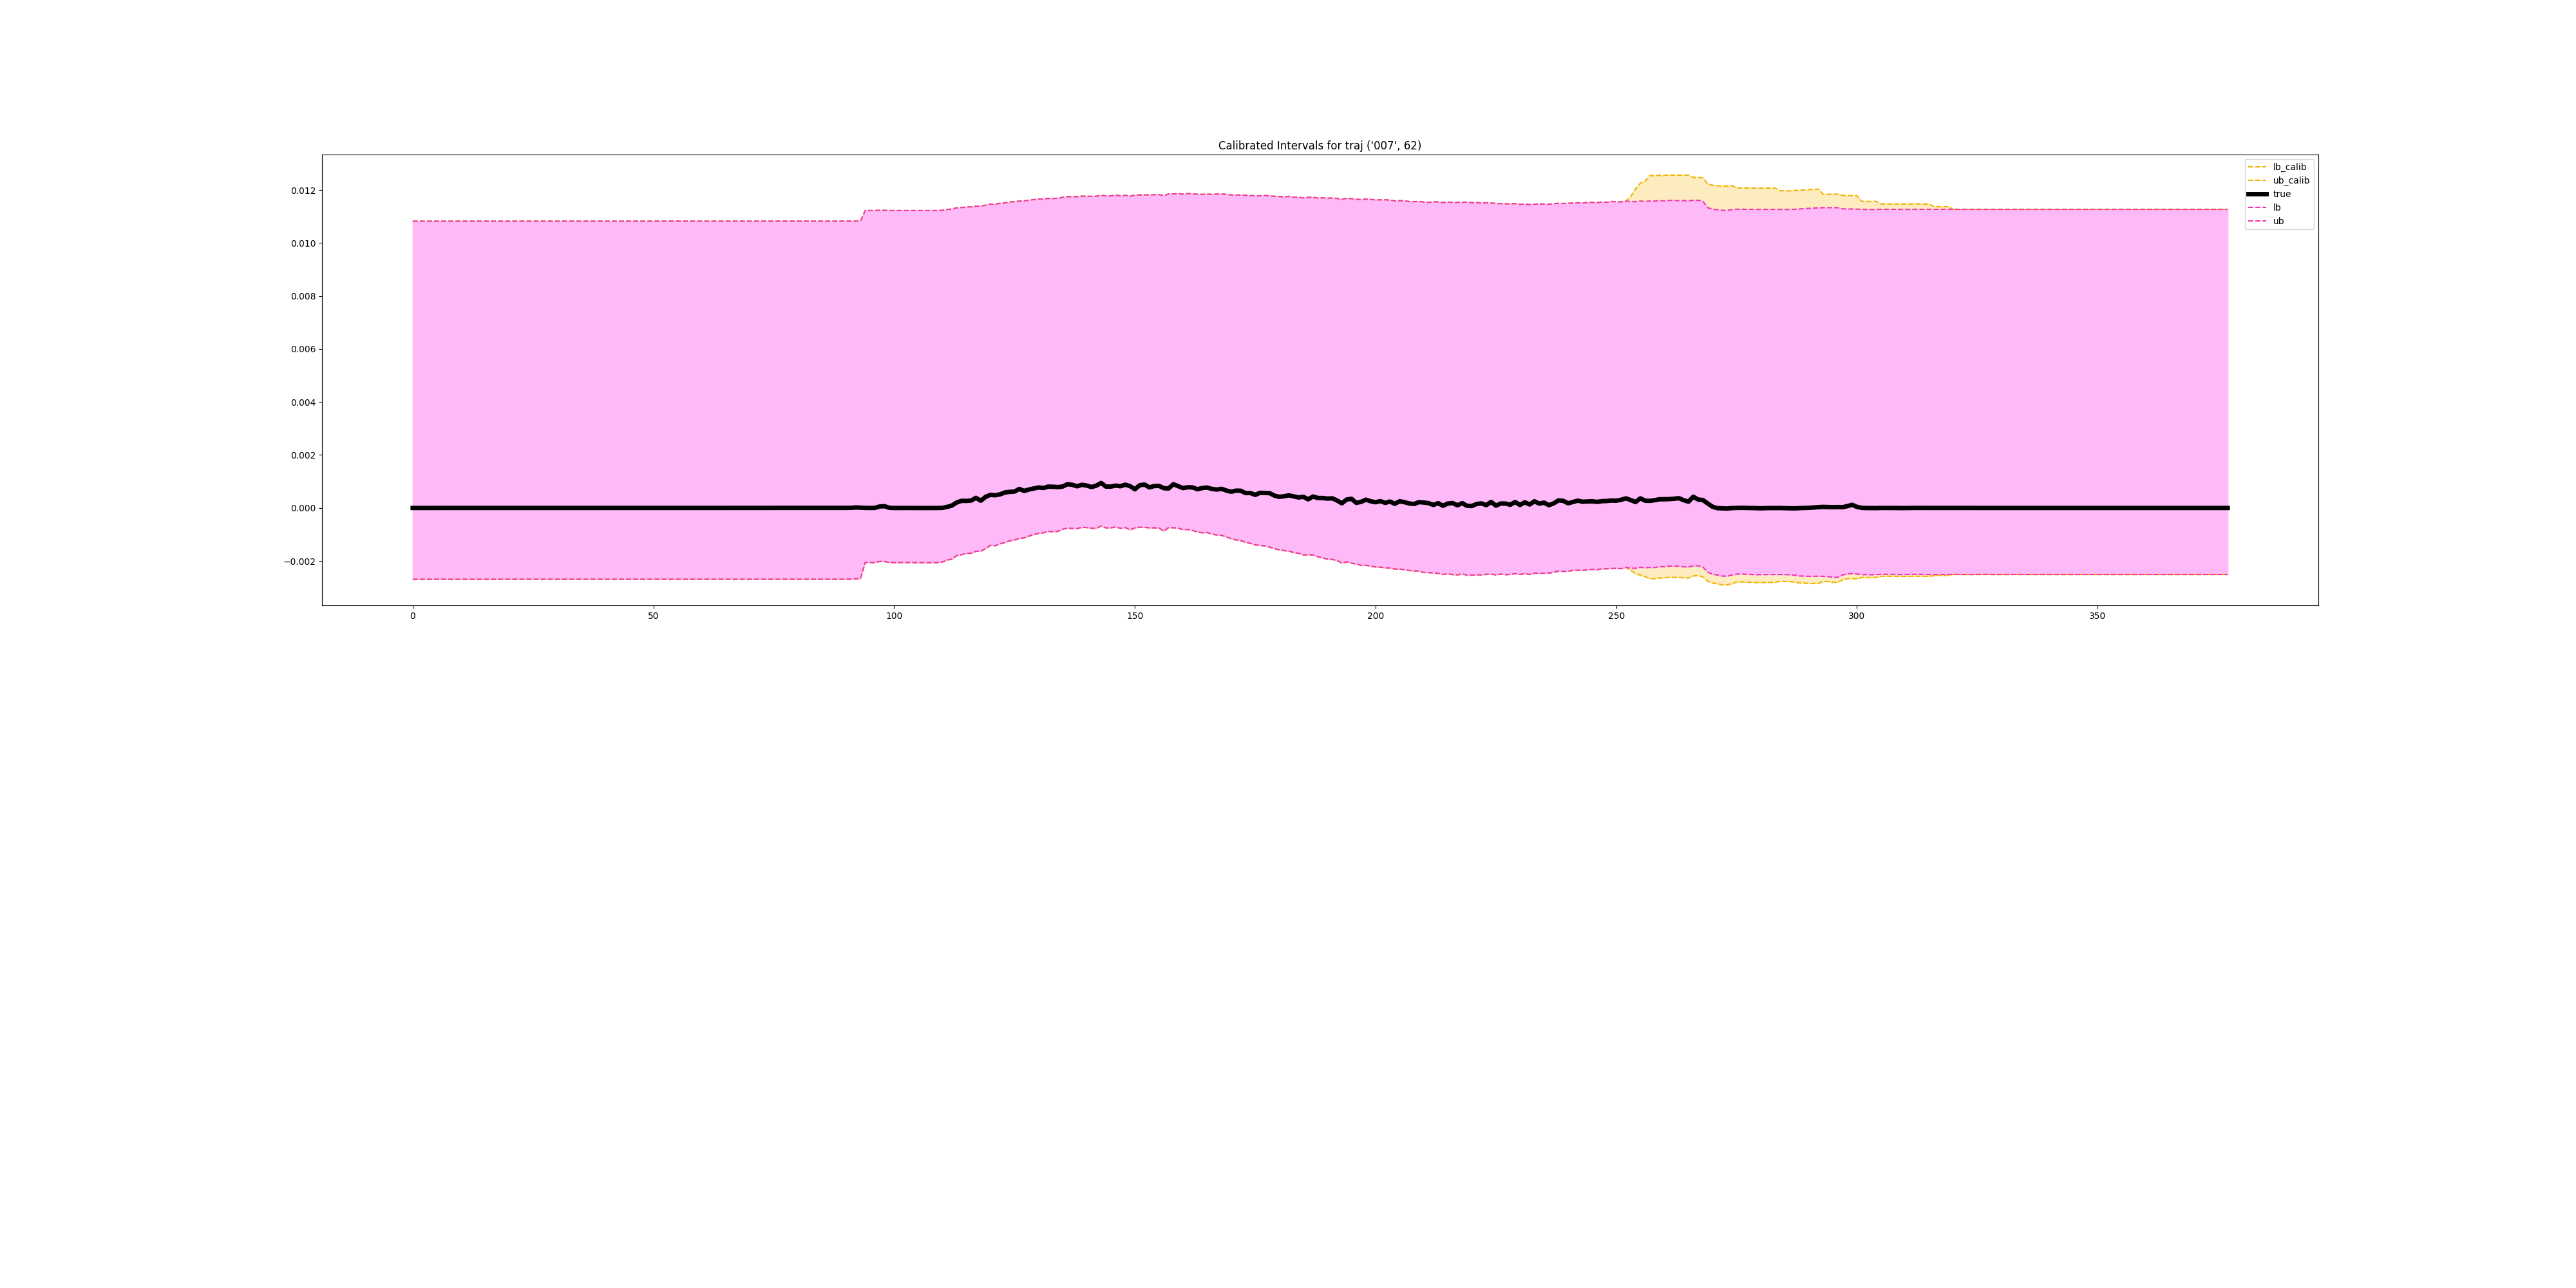 Calibrated Intervals for traj ('007', 62)
0.012
0.010
0.008
0.006
0.004
0.002
0.000
−0.002
0
50
100
150
200
250
300
350
lb_calib
ub_calib
true
lb
ub